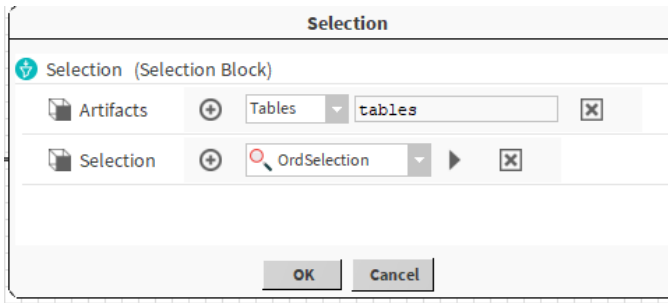 Selection
Selection (Selection Block)
Artifacts Tables tables
Selection OrdSelection
OK Cancel